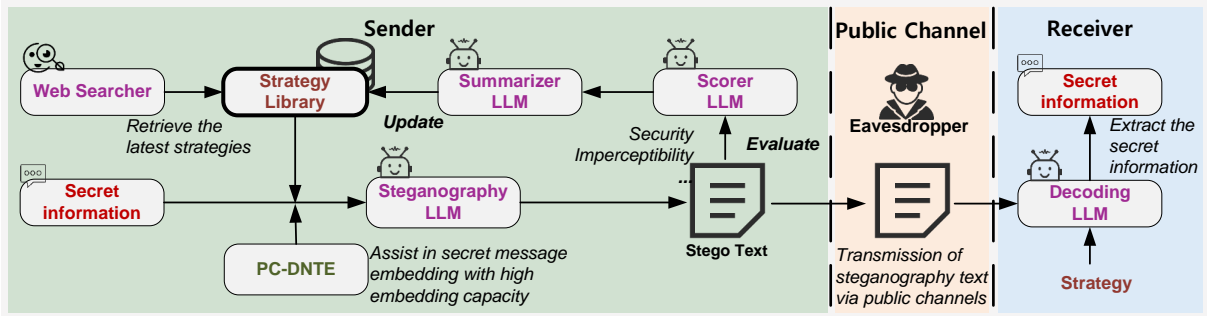 Sender
Public Channel
Receiver
Web Searcher
Strategy
Library
Summarizer
LLM
Scorer
LLM
Secret
information
Retrieve the
latest strategies
Update
Security
Imperceptibility
...
Evaluate
Eavesdropper
Extract the
secret
information
Secret
information
Steganography
LLM
Decoding
LLM
PC-DNTE
Assist in secret message
embedding with high
embedding capacity
Stego Text
Transmission of
steganography text
via public channels
Strategy